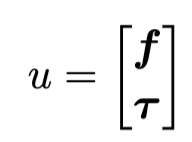 u = [f
τ]